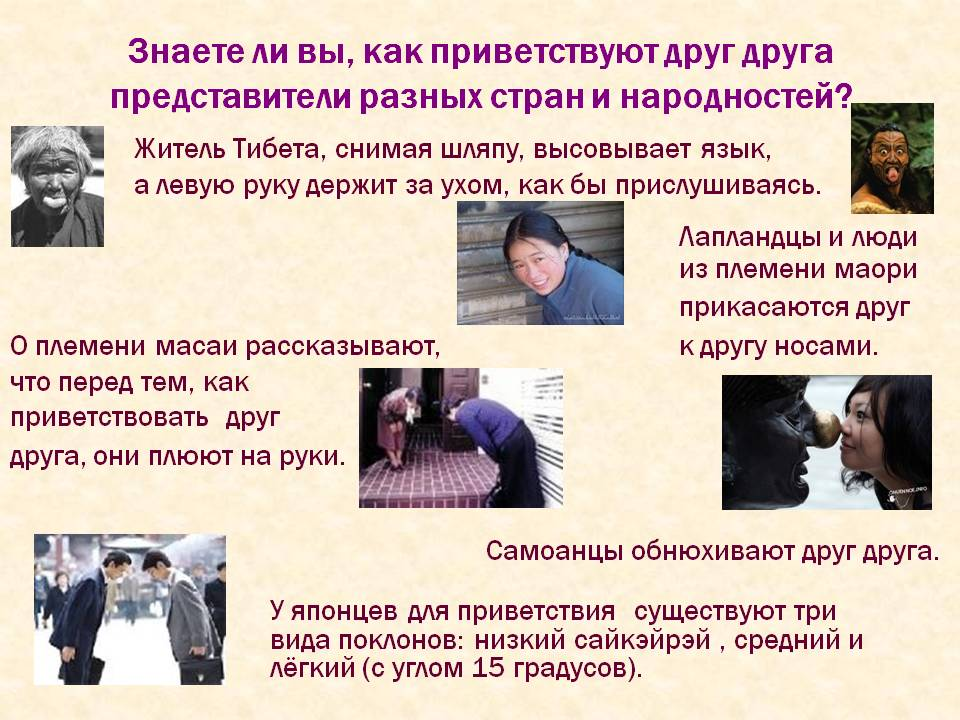 Знаете ли вы, как приветствуют друг друга
представители разных стран и народностей?
Житель Тибета, снимая шляпу, высовывает язык,
а левую руку держит за ухом, как бы прислушиваясь.
Лапландцы и люди
из племени маори
прикасаются друг
к другу носами.
О племени масаи рассказывают,
что перед тем, как
приветствовать друг
друга, они плюют на руки.
Самоанцы обнюхивают друг друга.
У японцев для приветствия существуют три
вида поклонов: низкий сайкэйрэй , средний и
лёгкий (с углом 15 градусов).